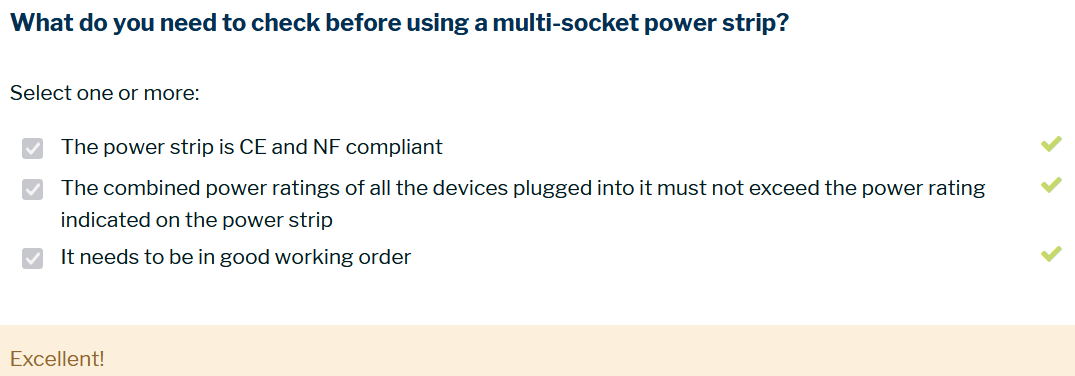 What do you need to check before using a multi-socket power strip?
Select one or more:
The power strip is CE and NF compliant
The combined power ratings of all the devices plugged into it must not exceed the power rating
indicated on the power strip
It needs to be in good working order
Excellent!